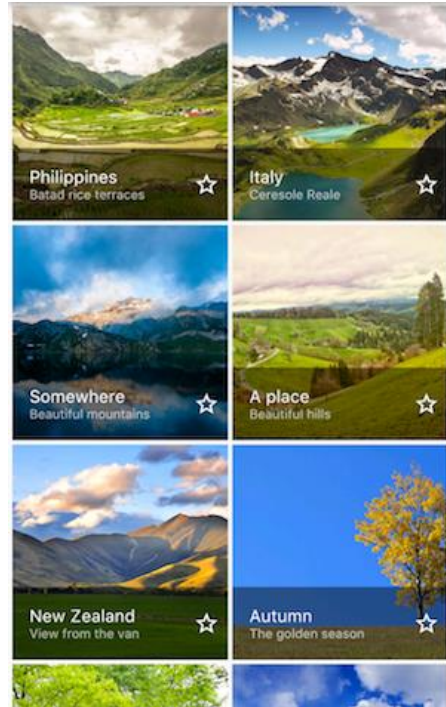 Philippines
Batad rice terraces
Italy
Ceresole Reale
Somewhere
Beautiful mountains
A place
Beautiful hills
New Zealand
View from the van
Autumn
The golden season